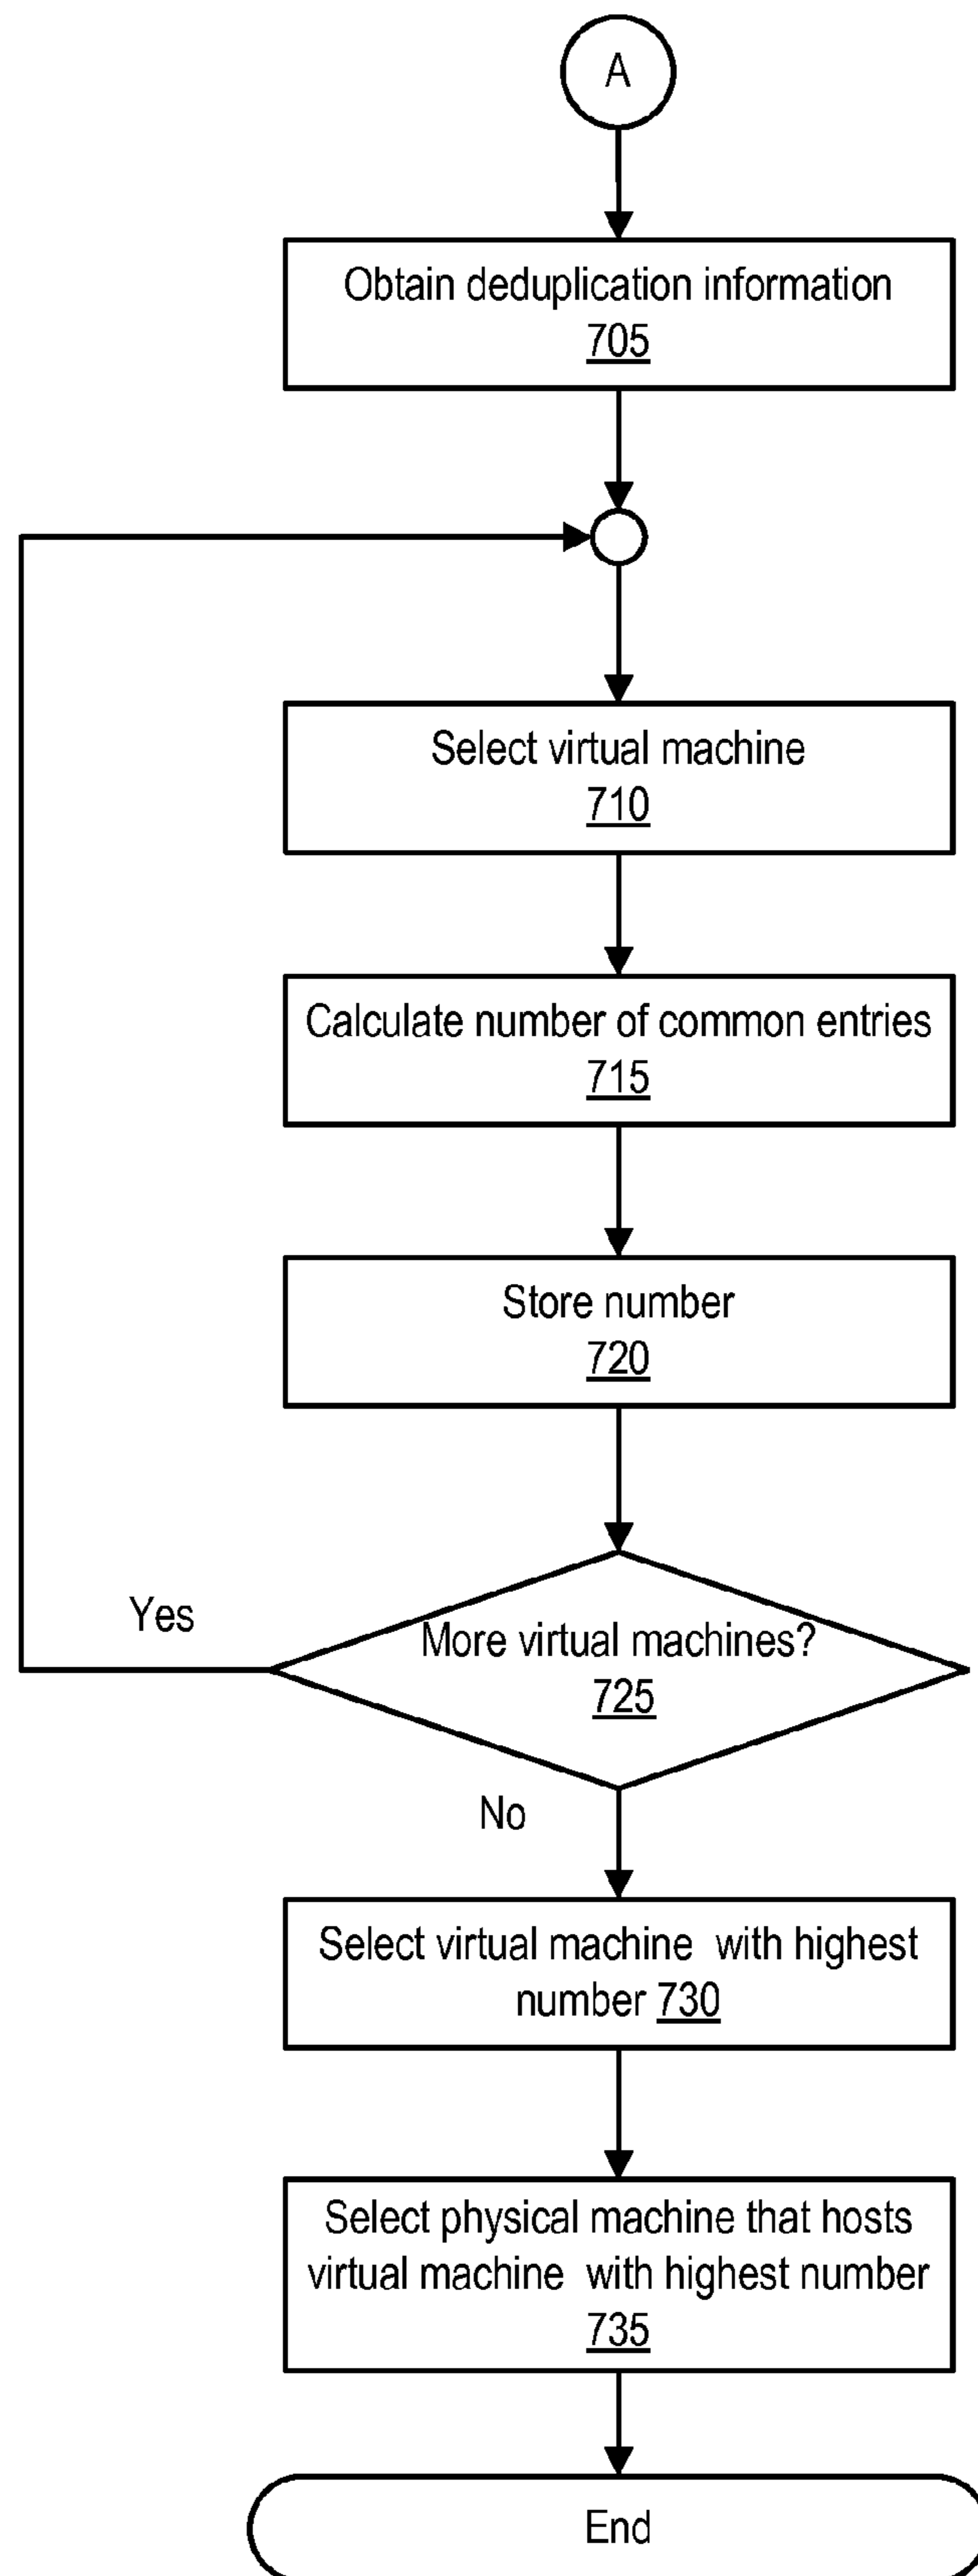 A
Obtain deduplication information
705
Select virtual machine
710
Calculate number of common entries
715
Store number
720
More virtual machines?
725
Yes
No
Select virtual machine with highest
number 730
Select physical machine that hosts
virtual machine with highest number
735
End